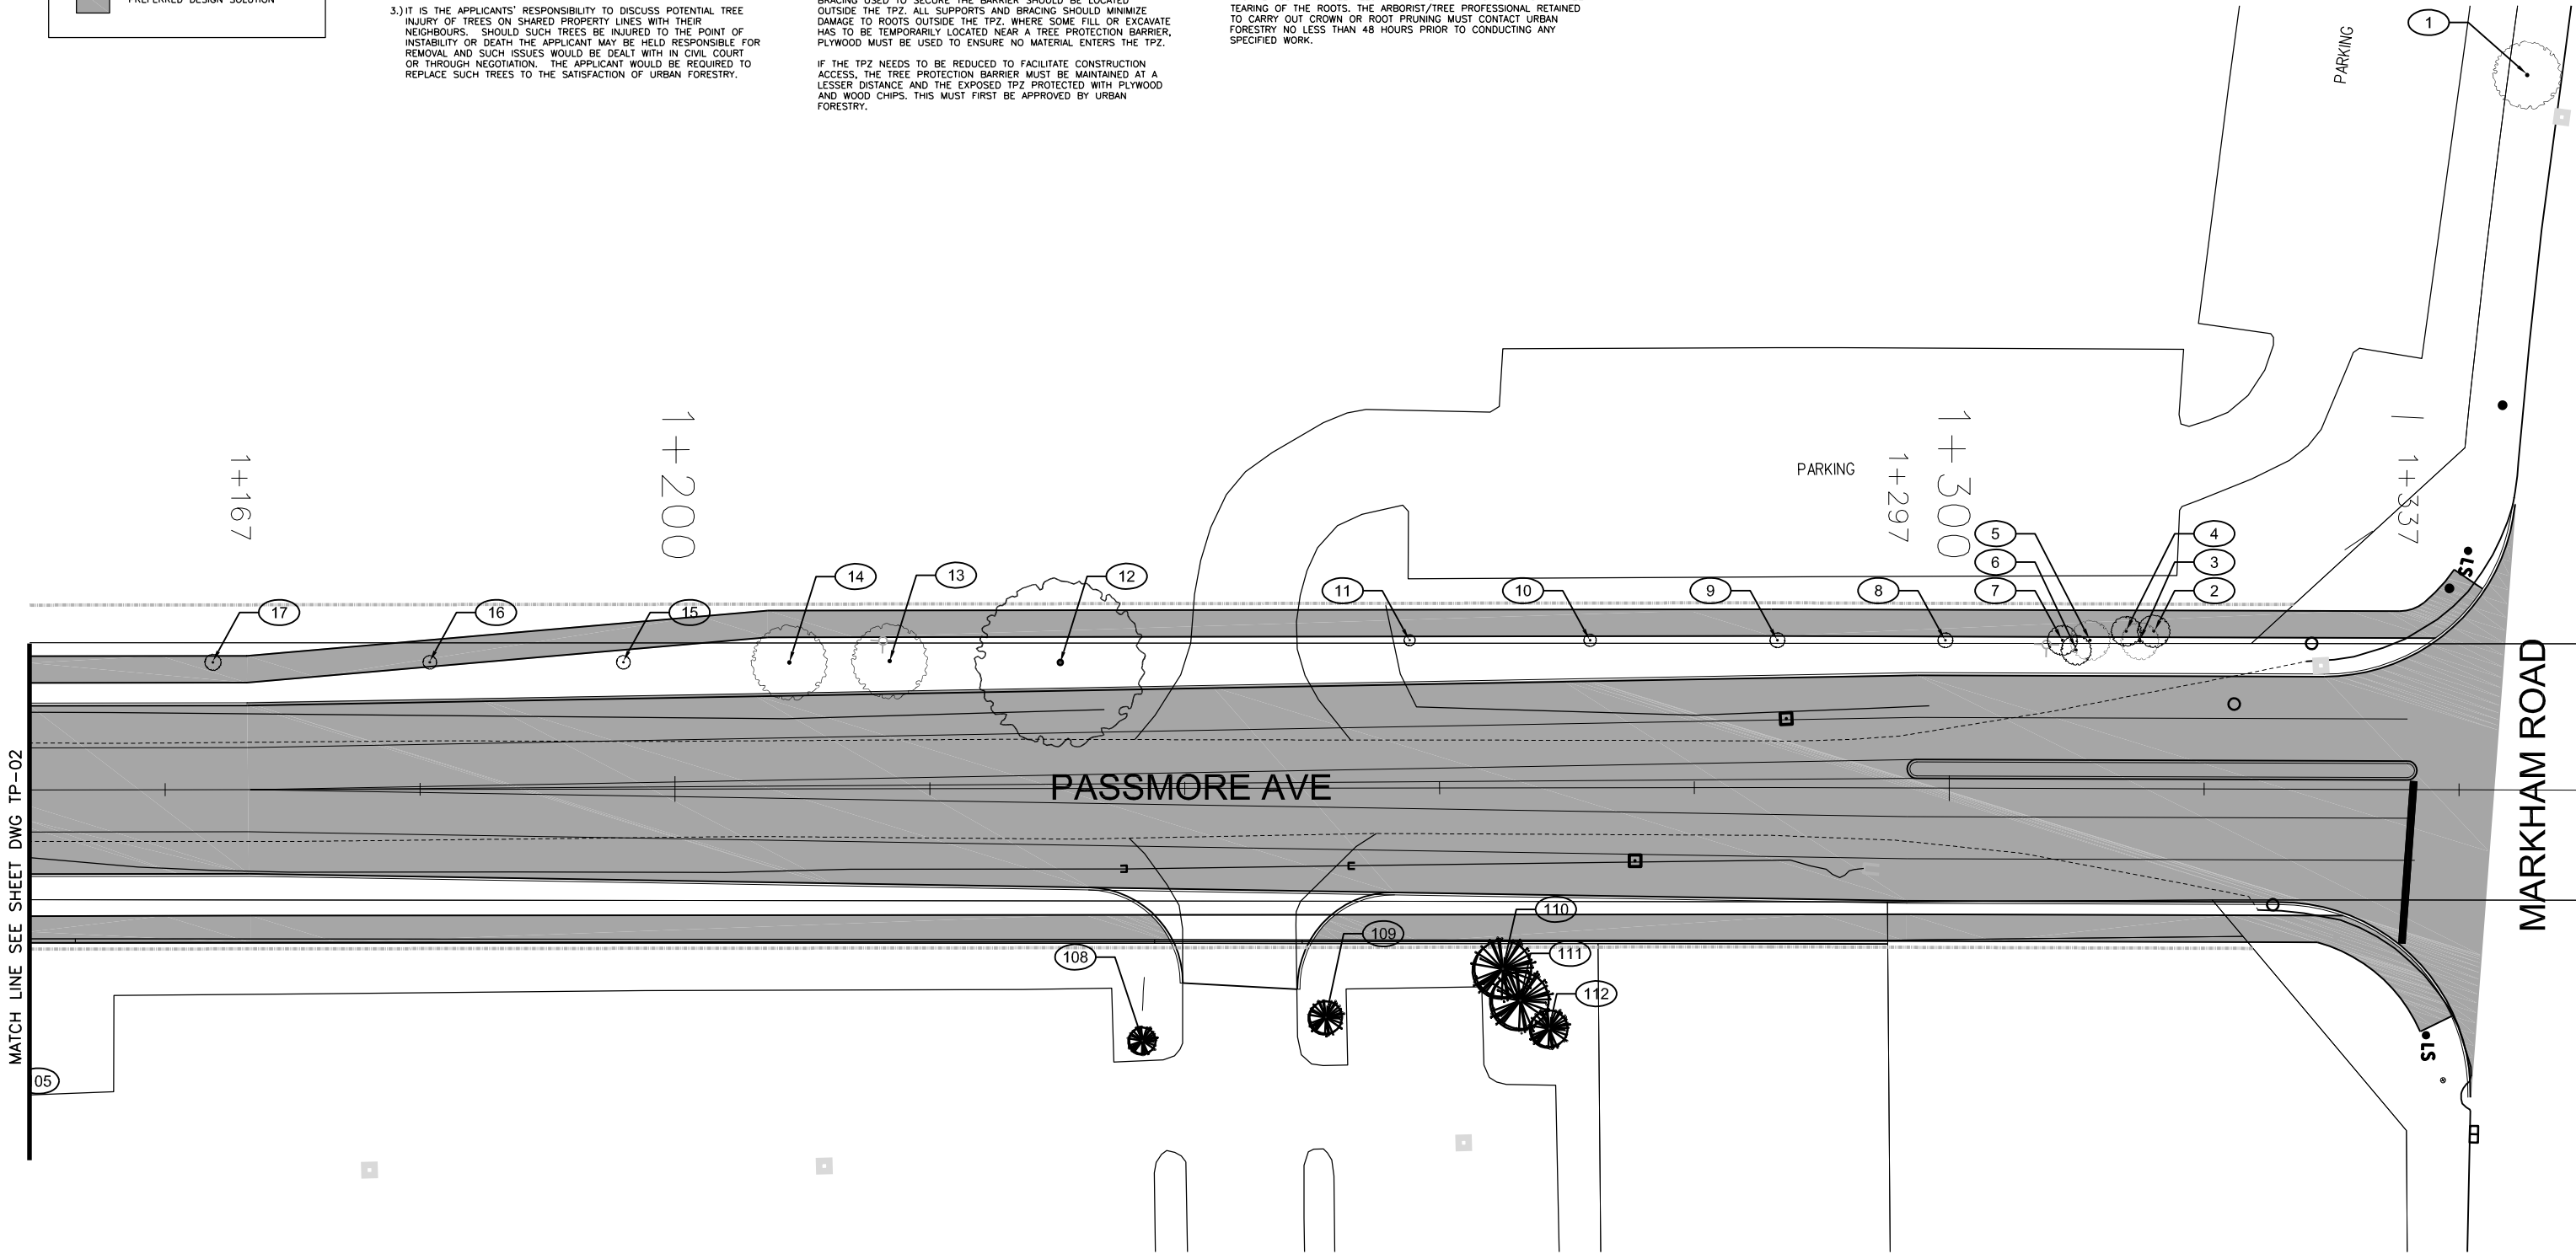 PREFERRED DESIGN SOLUTION
3.) IT IS THE APPLICANTS' RESPONSIBILITY TO DISCUSS POTENTIAL TREE
INJURY OF TREES ON SHARED PROPERTY LINES WITH THEIR
NEIGHBOURS. SHOULD SUCH TREES BE INJURED TO THE POINT OF
INSTABILITY OR DEATH THE APPLICANT MAY BE HELD RESPONSIBLE FOR
REMOVAL AND SUCH ISSUES WOULD BE DEALT WITH IN CIVIL COURT
OR THROUGH NEGOTIATION. THE APPLICANT WOULD BE REQUIRED TO
REPLACE SUCH TREES TO THE SATISFACTION OF URBAN FORESTRY.
BRACING USED TO SECURE THE BARRIER SHOULD BE LOCATED
OUTSIDE THE TPZ. ALL SUPPORTS AND BRACING SHOULD MINIMIZE
DAMAGE TO ROOTS OUTSIDE THE TPZ. WHERE SOME FILL OR EXCAVATE
HAS TO BE TEMPORARILY LOCATED NEAR A TREE PROTECTION BARRIER,
PLYWOOD MUST BE USED TO ENSURE NO MATERIAL ENTERS THE TPZ.
IF THE TPZ NEEDS TO BE REDUCED TO FACILITATE CONSTRUCTION
ACCESS, THE TREE PROTECTION BARRIER MUST BE MAINTAINED AT A
LESSER DISTANCE AND THE EXPOSED TPZ PROTECTED WITH PLYWOOD
AND WOOD CHIPS. THIS MUST FIRST BE APPROVED BY URBAN
FORESTRY.
TEARING OF THE ROOTS. THE ARBORIST/TREE PROFESSIONAL RETAINED
TO CARRY OUT CROWN OR ROOT PRUNING MUST CONTACT URBAN
FORESTRY NO LESS THAN 48 HOURS PRIOR TO CONDUCTING ANY
SPECIFIED WORK.
PARKING
1
1+167
1+200
PARKING
1+297
1+300
1+337
5
4
6
3
7
2
LS
17
16
15
14
13
12
11
10
9
8
PASSMORE AVE
MARKHAM ROAD
MATCH LINE SEE SHEET DWG TP-02
108
109
110
111
112
LS
05